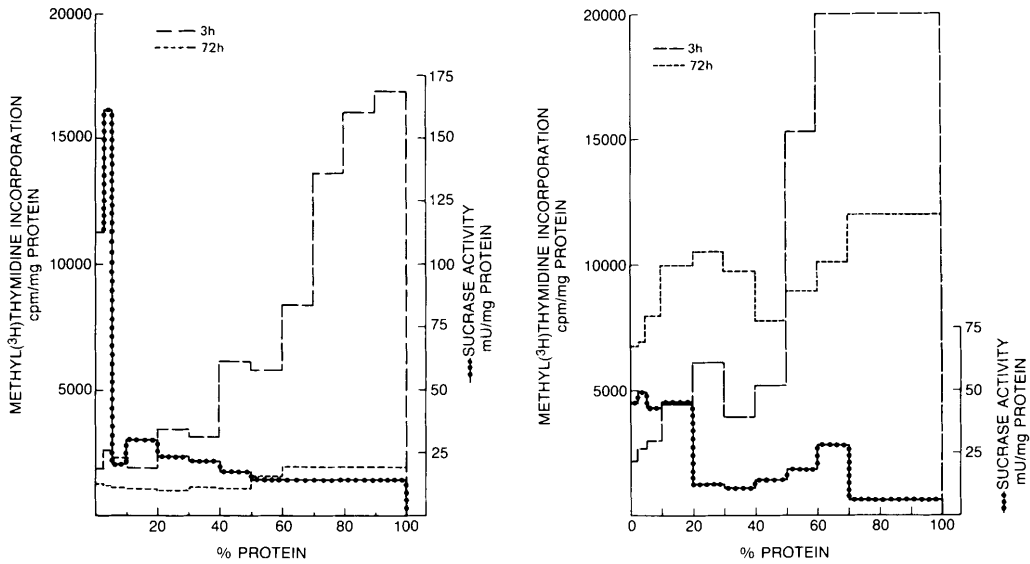 20000
3h
72h
175
150
15000
125
100
10000
75
50
5000
25
20
40
60
80
100
% PROTEIN
METHYL(³H)THYMIDINE INCORPORATION
cpm/mg PROTEIN
SUCRASE ACTIVITY
mU/mg PROTEIN
20000
3h
72h
15000
10000
75
5000
50
25
0
20
40
60
80
100
% PROTEIN
METHYL(³H)THYMIDINE INCORPORATION
cpm/mg PROTEIN
SUCRASE ACTIVITY
mU/mg PROTEIN